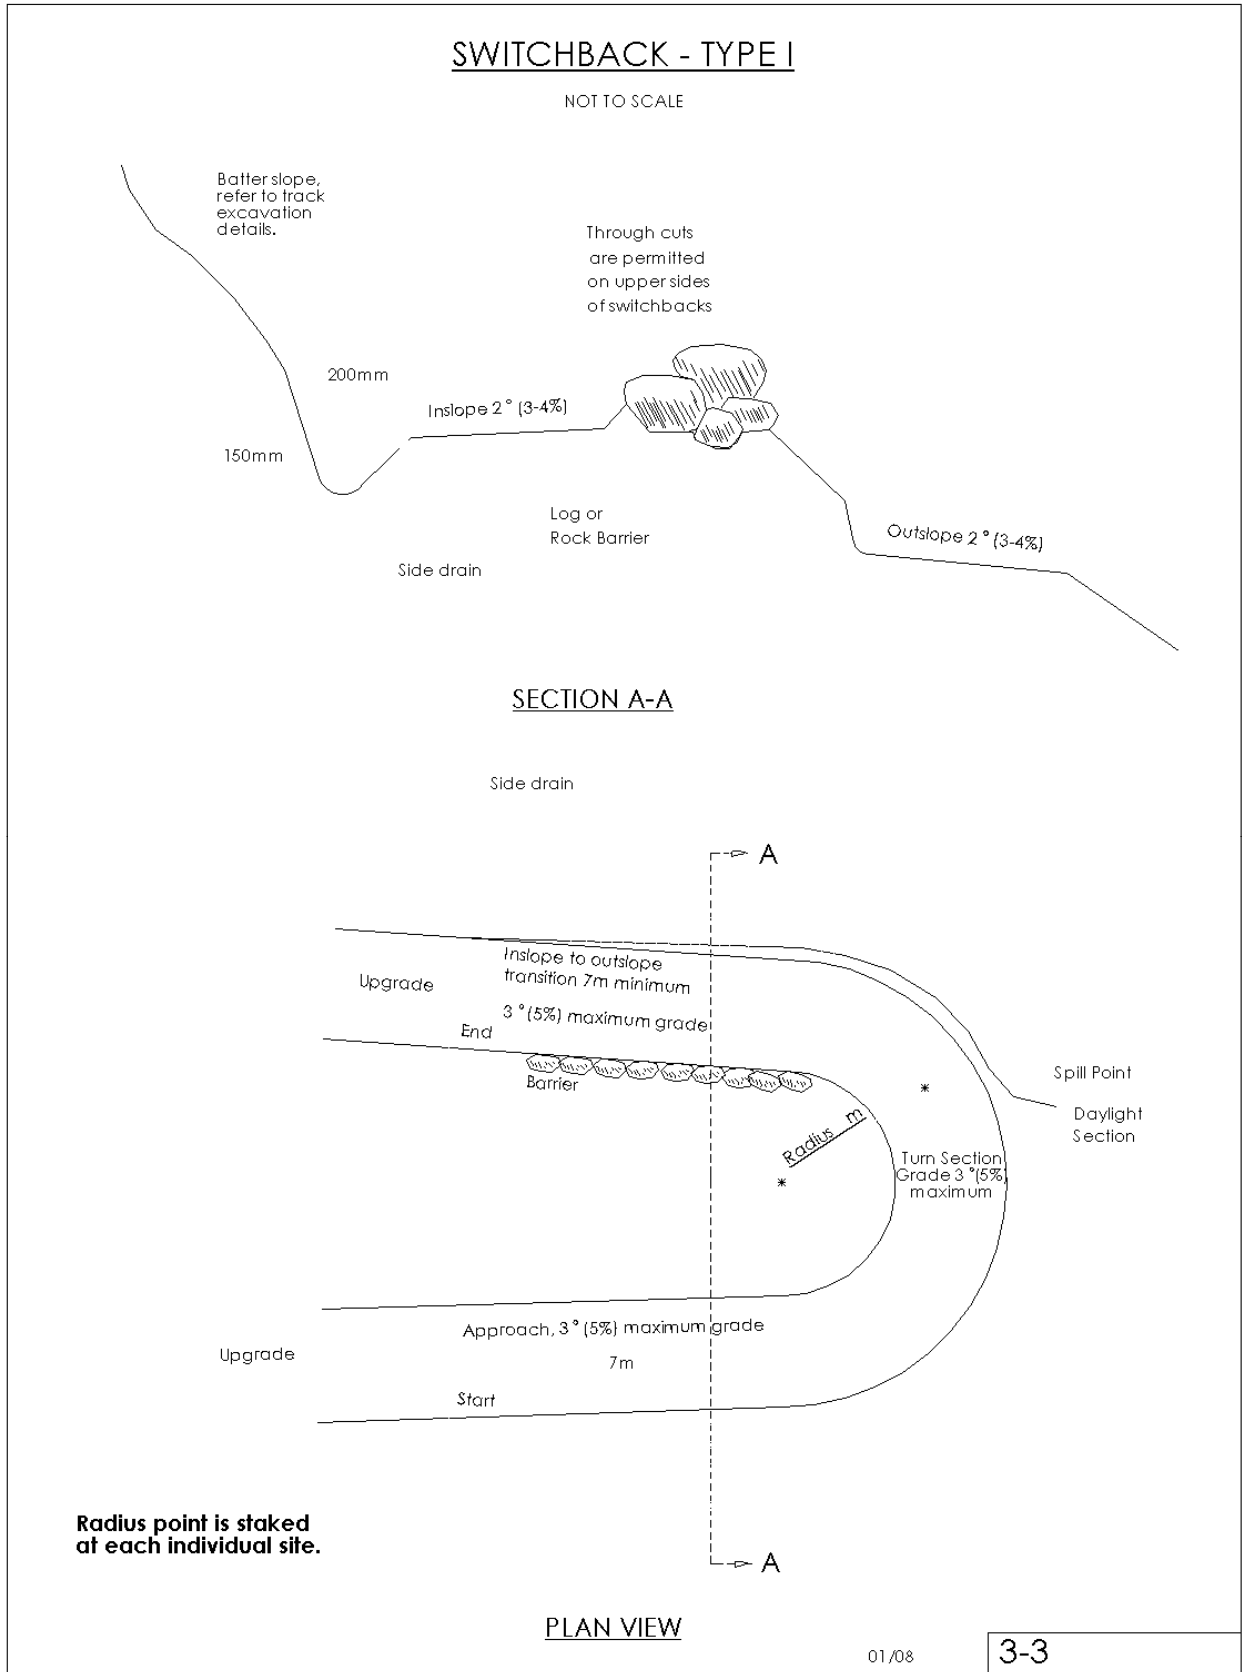 SWITCHBACK - TYPE I
NOT TO SCALE
Batter slope,
refer to track
excavation
details.
Through cuts
are permitted
on upper sides
of switchbacks
200mm
Inslope 2° (3-4%)
150mm
Log or
Rock Barrier
Outslope 2° (3-4%)
Side drain
SECTION A-A
Side drain
A
Inslope to outslope
transition 7m minimum
Upgrade
3° (5%) maximum grade
End
Barrier
Spill Point
Daylight
Section
Radius m
Turn Section
Grade 3° (5%)
maximum
Approach, 3° (5%) maximum grade
Upgrade
7m
Start
Radius point is staked
at each individual site.
A
PLAN VIEW
01/08
3-3